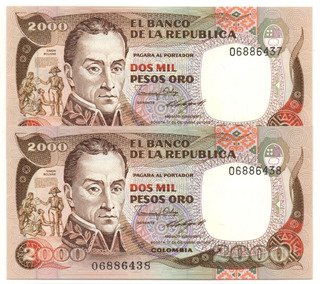 2000
EL BANCO
DE LA REPUBLICA
PAGARA AL PORTADOR
06886437
DOS MIL
PESOS ORO
2000
EL BANCO
DE LA REPUBLICA
PAGARA AL PORTADOR
06886438
DOS MIL
PESOS ORO
COLOMBIA
2000
06886438
2000